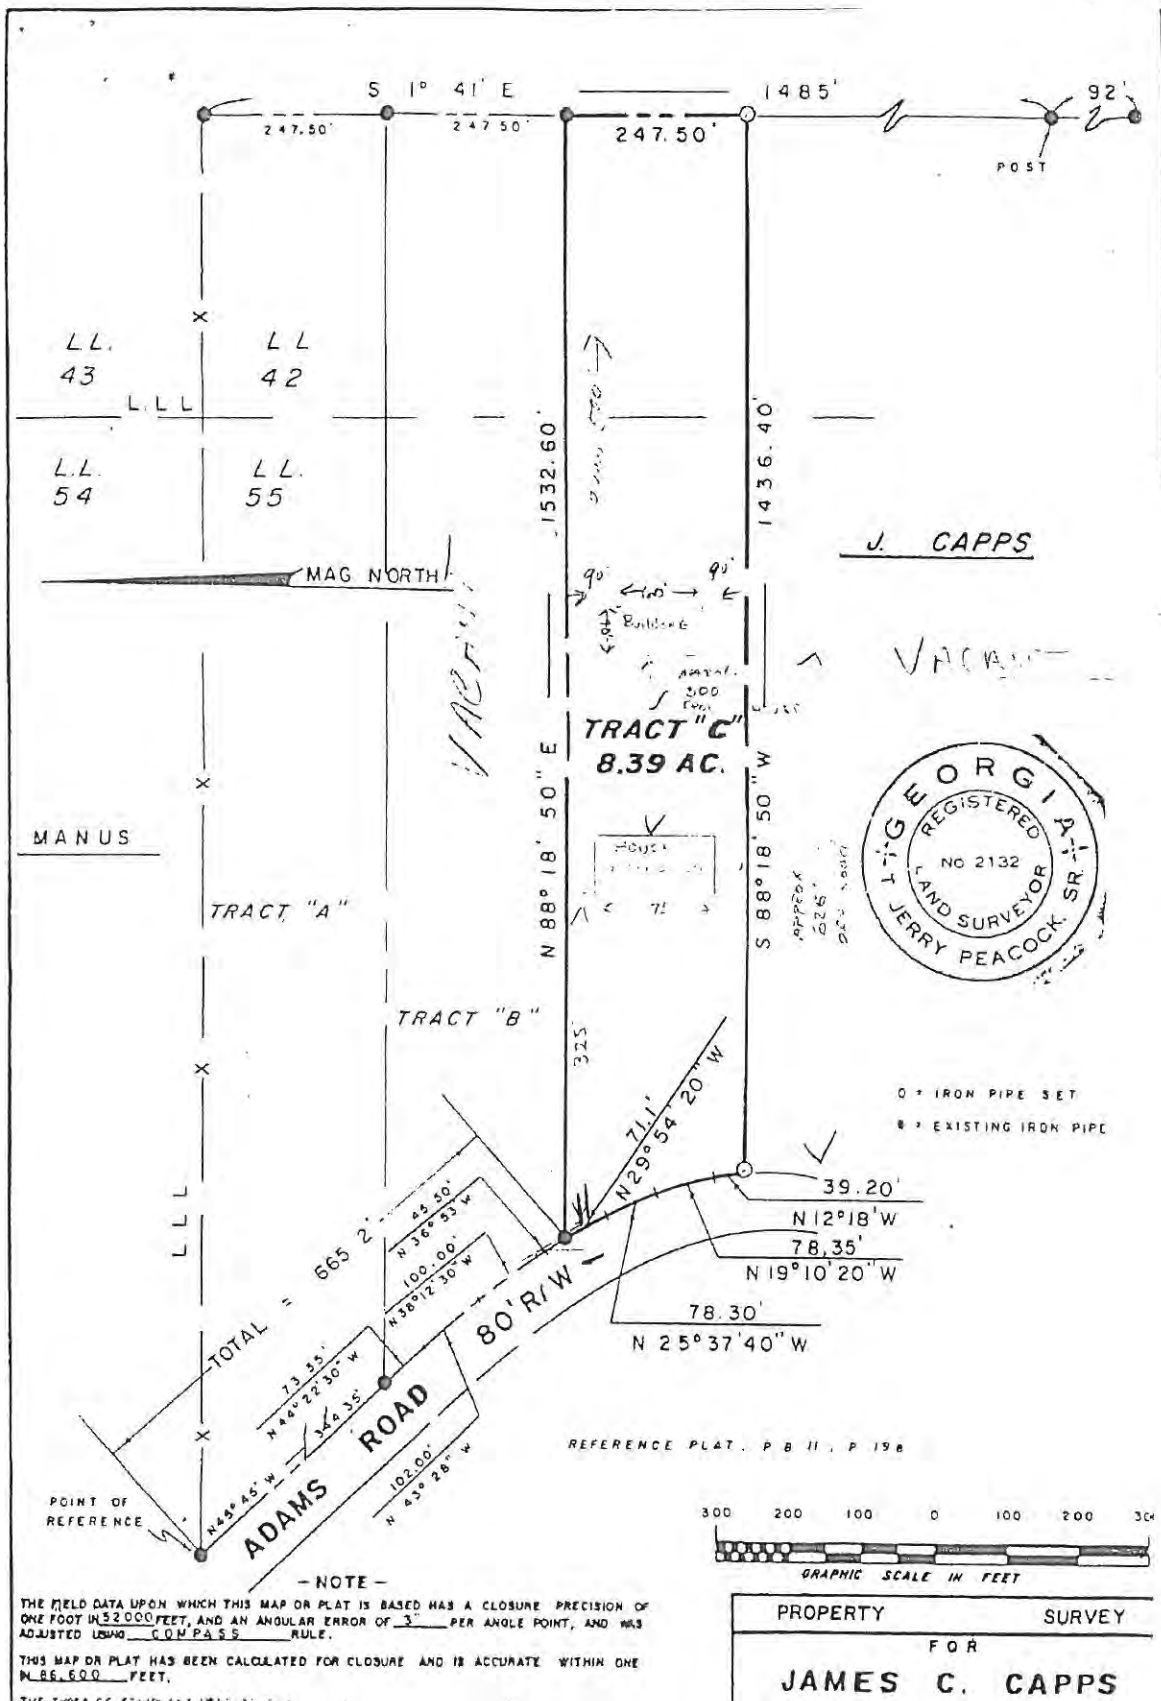 S 1° 41' E
1485'
92'
247.50'
247.50'
247.50'
POST
L.L.
43
L L
42
L.L L
L.L.
54
L L.
55
1532.60'
1436.40'
J. CAPPS
MAG NORTH
90'
90'
Building
VACANT
VACANT
500
TRACT "C"
8.39 AC.
N 88° 18' 50" E
S 88° 18' 50" W
GEORGIA
REGISTERED
NO 2132
LAND SURVEYOR
T. JERRY PEACOCK, SR.
MANUS
House
APPROX
TRACT "A"
TRACT "B"
325'
71.1'
N 29° 54' 20" W
O = IRON PIPE SET
= EXISTING IRON PIPE
L L L
39.20'
N 12° 18' W
78.35'
N 19° 10' 20" W
78.30'
N 25° 37' 40" W
TOTAL = 665 2'
45.50'
N 36° 53' W
100.00'
N 38° 12' 30" W
73.55'
N 44° 22' 30" W
344.35'
N 45° 45' W
102.00'
N 43° 28" W
80' R/W
ADAMS ROAD
POINT OF
REFERENCE
REFERENCE PLAT. P B 11, P 198
300 200 100 0 100 200
GRAPHIC SCALE IN FEET
- NOTE -
THE FIELD DATA UPON WHICH THIS MAP OR PLAT IS BASED HAS A CLOSURE PRECISION OF
ONE FOOT IN 52000 FEET, AND AN ANGULAR ERROR OF 3" PER ANGLE POINT, AND WAS
ADJUSTED USING COMPASS RULE.
THIS MAP OR PLAT HAS BEEN CALCULATED FOR CLOSURE AND IS ACCURATE WITHIN ONE
IN 86,600 FEET.
PROPERTY SURVEY
FOR
JAMES C. CAPPS